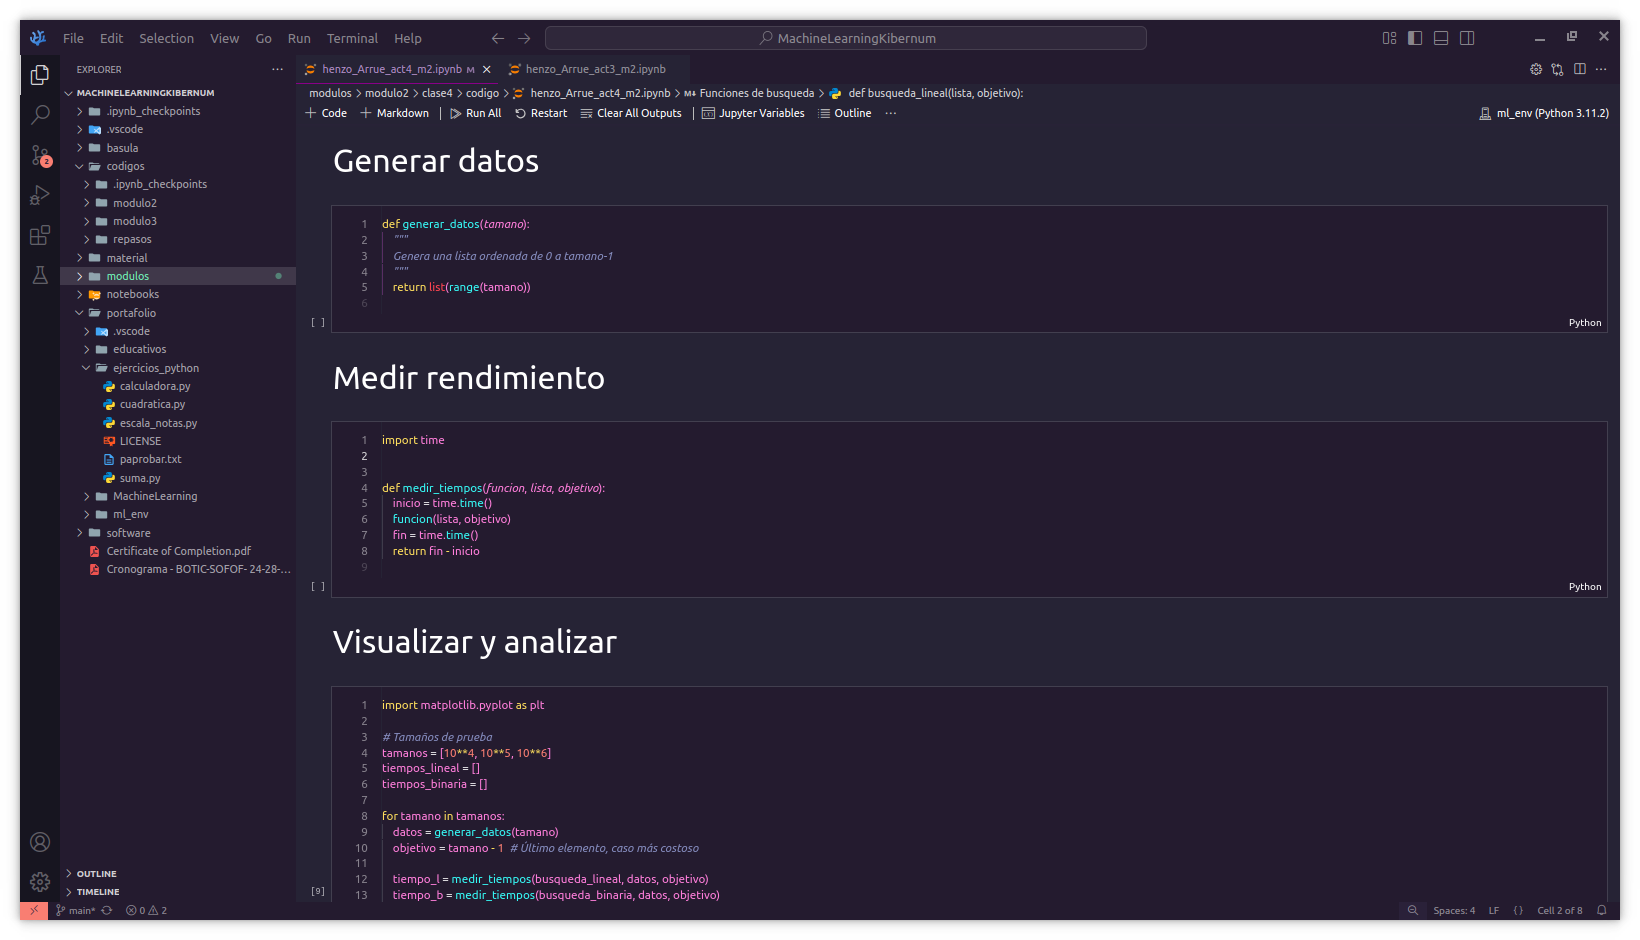 File Edit Selection View Go Run Terminal Help
MachineLearningKibernum
EXPLORER
MACHINELEARNINGKIBERNUM
.ipynb_checkpoints
.vscode
basula
codigos
.ipynb_checkpoints
modulo2
modulo3
repasos
material
modulos
notebooks
portafolio
.vscode
educativos
ejercicios_python
calculadora.py
cuadratica.py
escala_notas.py
LICENSE
paprobar.txt
suma.py
MachineLearning
ml_env
software
Certificate of Completion.pdf
Cronograma - BOTIC-SOFOF- 24-28-...
OUTLINE
TIMELINE
2
henzo_Arrue_act4_m2.ipynb M
henzo_Arrue_act3_m2.ipynb
modulos > modulo2 > clase4 > codigo > henzo_Arrue_act4_m2.ipynb > M↓ Funciones de busqueda > def busqueda_lineal(lista, objetivo):
+ Code + Markdown | Run All Restart Clear All Outputs | Jupyter Variables Outline ...
ml_env (Python 3.11.2)
Generar datos
1 def generar_datos(tamano):
2 """
3 Genera una lista ordenada de 0 a tamano-1
4 """
5 return list(range(tamano))
6
[ ]
Python
Medir rendimiento
1 import time
2
3
4 def medir_tiempos(funcion, lista, objetivo):
5 inicio = time.time()
6 funcion(lista, objetivo)
7 fin = time.time()
8 return fin - inicio
9
[ ]
Python
Visualizar y analizar
1 import matplotlib.pyplot as plt
2
3 # Tamaños de prueba
4 tamanos = [10**4, 10**5, 10**6]
5 tiempos_lineal = []
6 tiempos_binaria = []
7
8 for tamano in tamanos:
9 datos = generar_datos(tamano)
10 objetivo = tamano - 1 # Último elemento, caso más costoso
11
12 tiempo_l = medir_tiempos(busqueda_lineal, datos, objetivo)
13 tiempo_b = medir_tiempos(busqueda_binaria, datos, objetivo)
[9]
main* 0 2
Spaces: 4 LF {} Cell 2 of 8